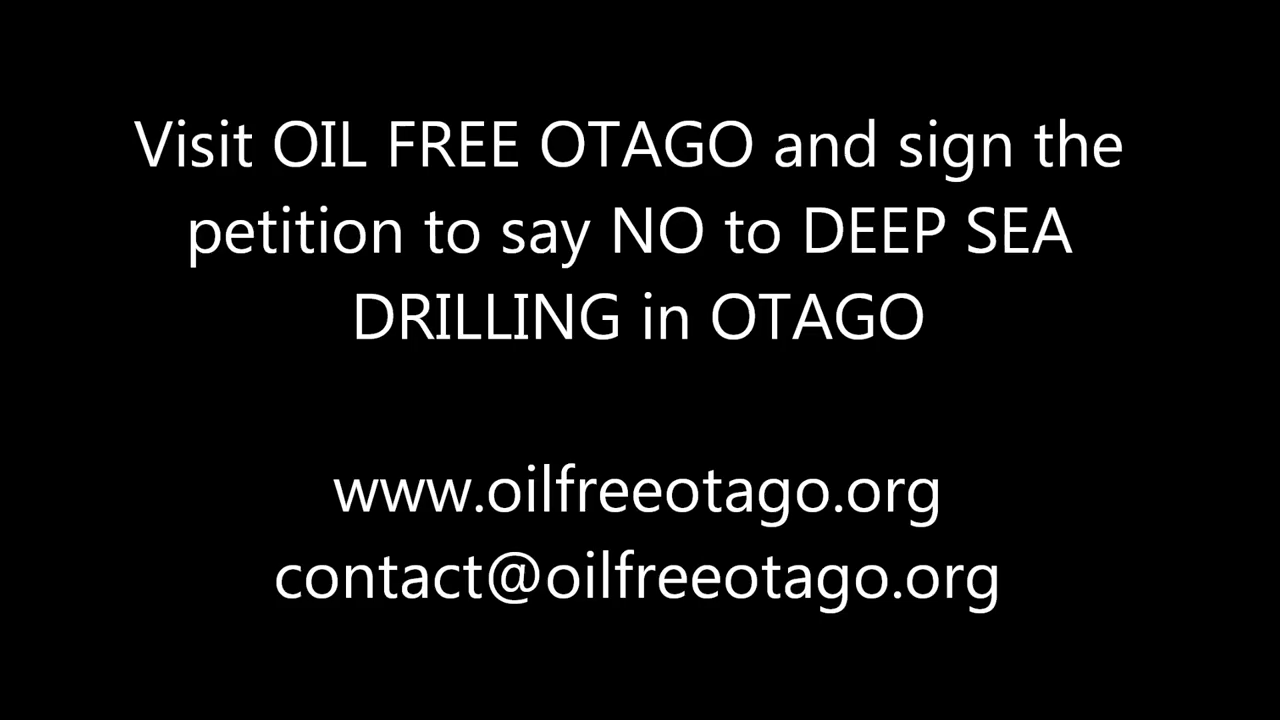 Visit OIL FREE OTAGO and sign the
petition to say NO to DEEP SEA
DRILLING in OTAGO
www.oilfreeotago.org
contact@oilfreeotago.org